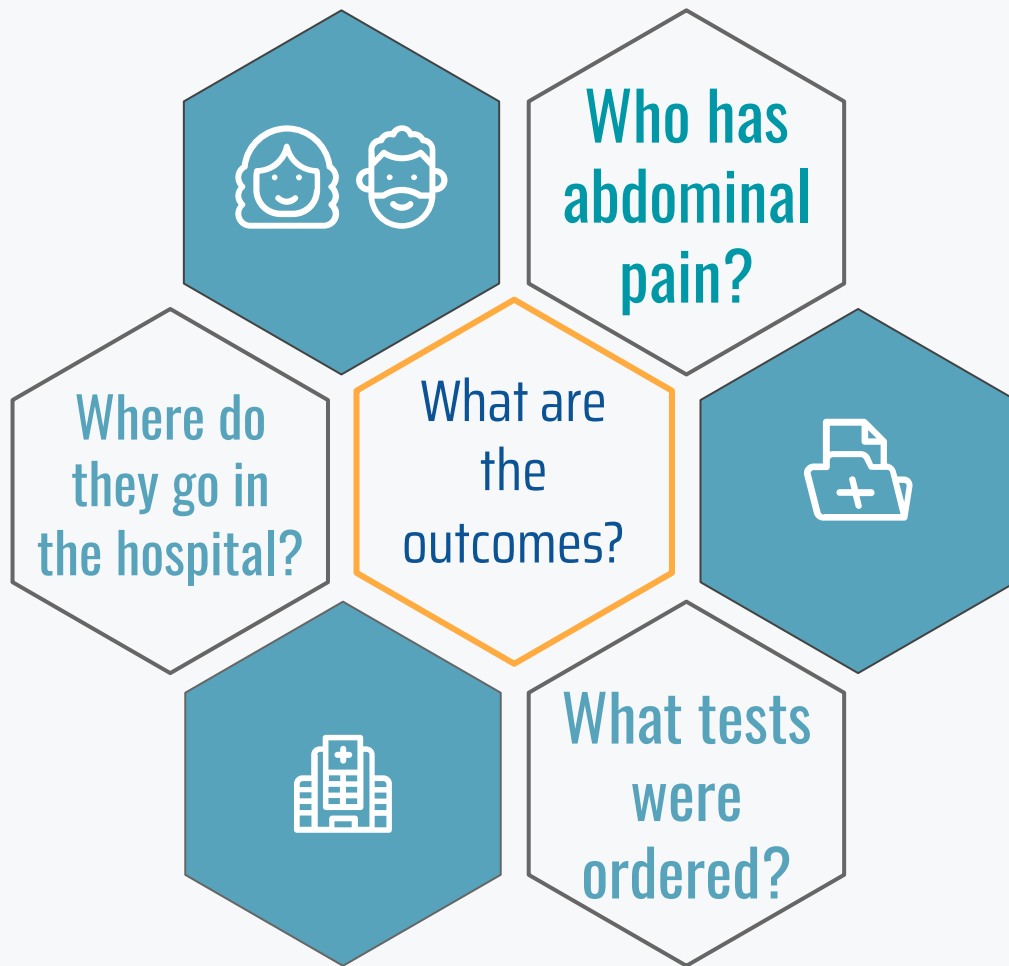 Who has
abdominal
pain?
Where do
they go in
the hospital?
What are
the
outcomes?
What tests
were
ordered?